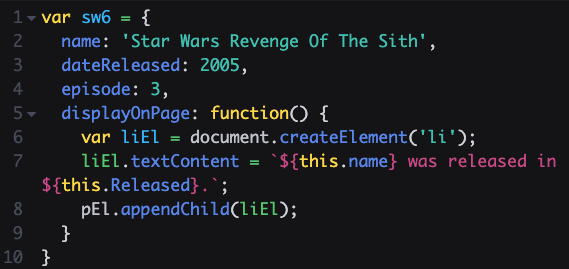 1 var sw6 = {
2 name: 'Star Wars Revenge Of The Sith',
3 dateReleased: 2005,
4 episode: 3,
5 displayOnPage: function() {
6 var liEl = document.createElement('li');
7 liEl.textContent = `${this.name} was released in
${this.Released}.`;
8 pEl.appendChild(liEl);
9 }
10 }